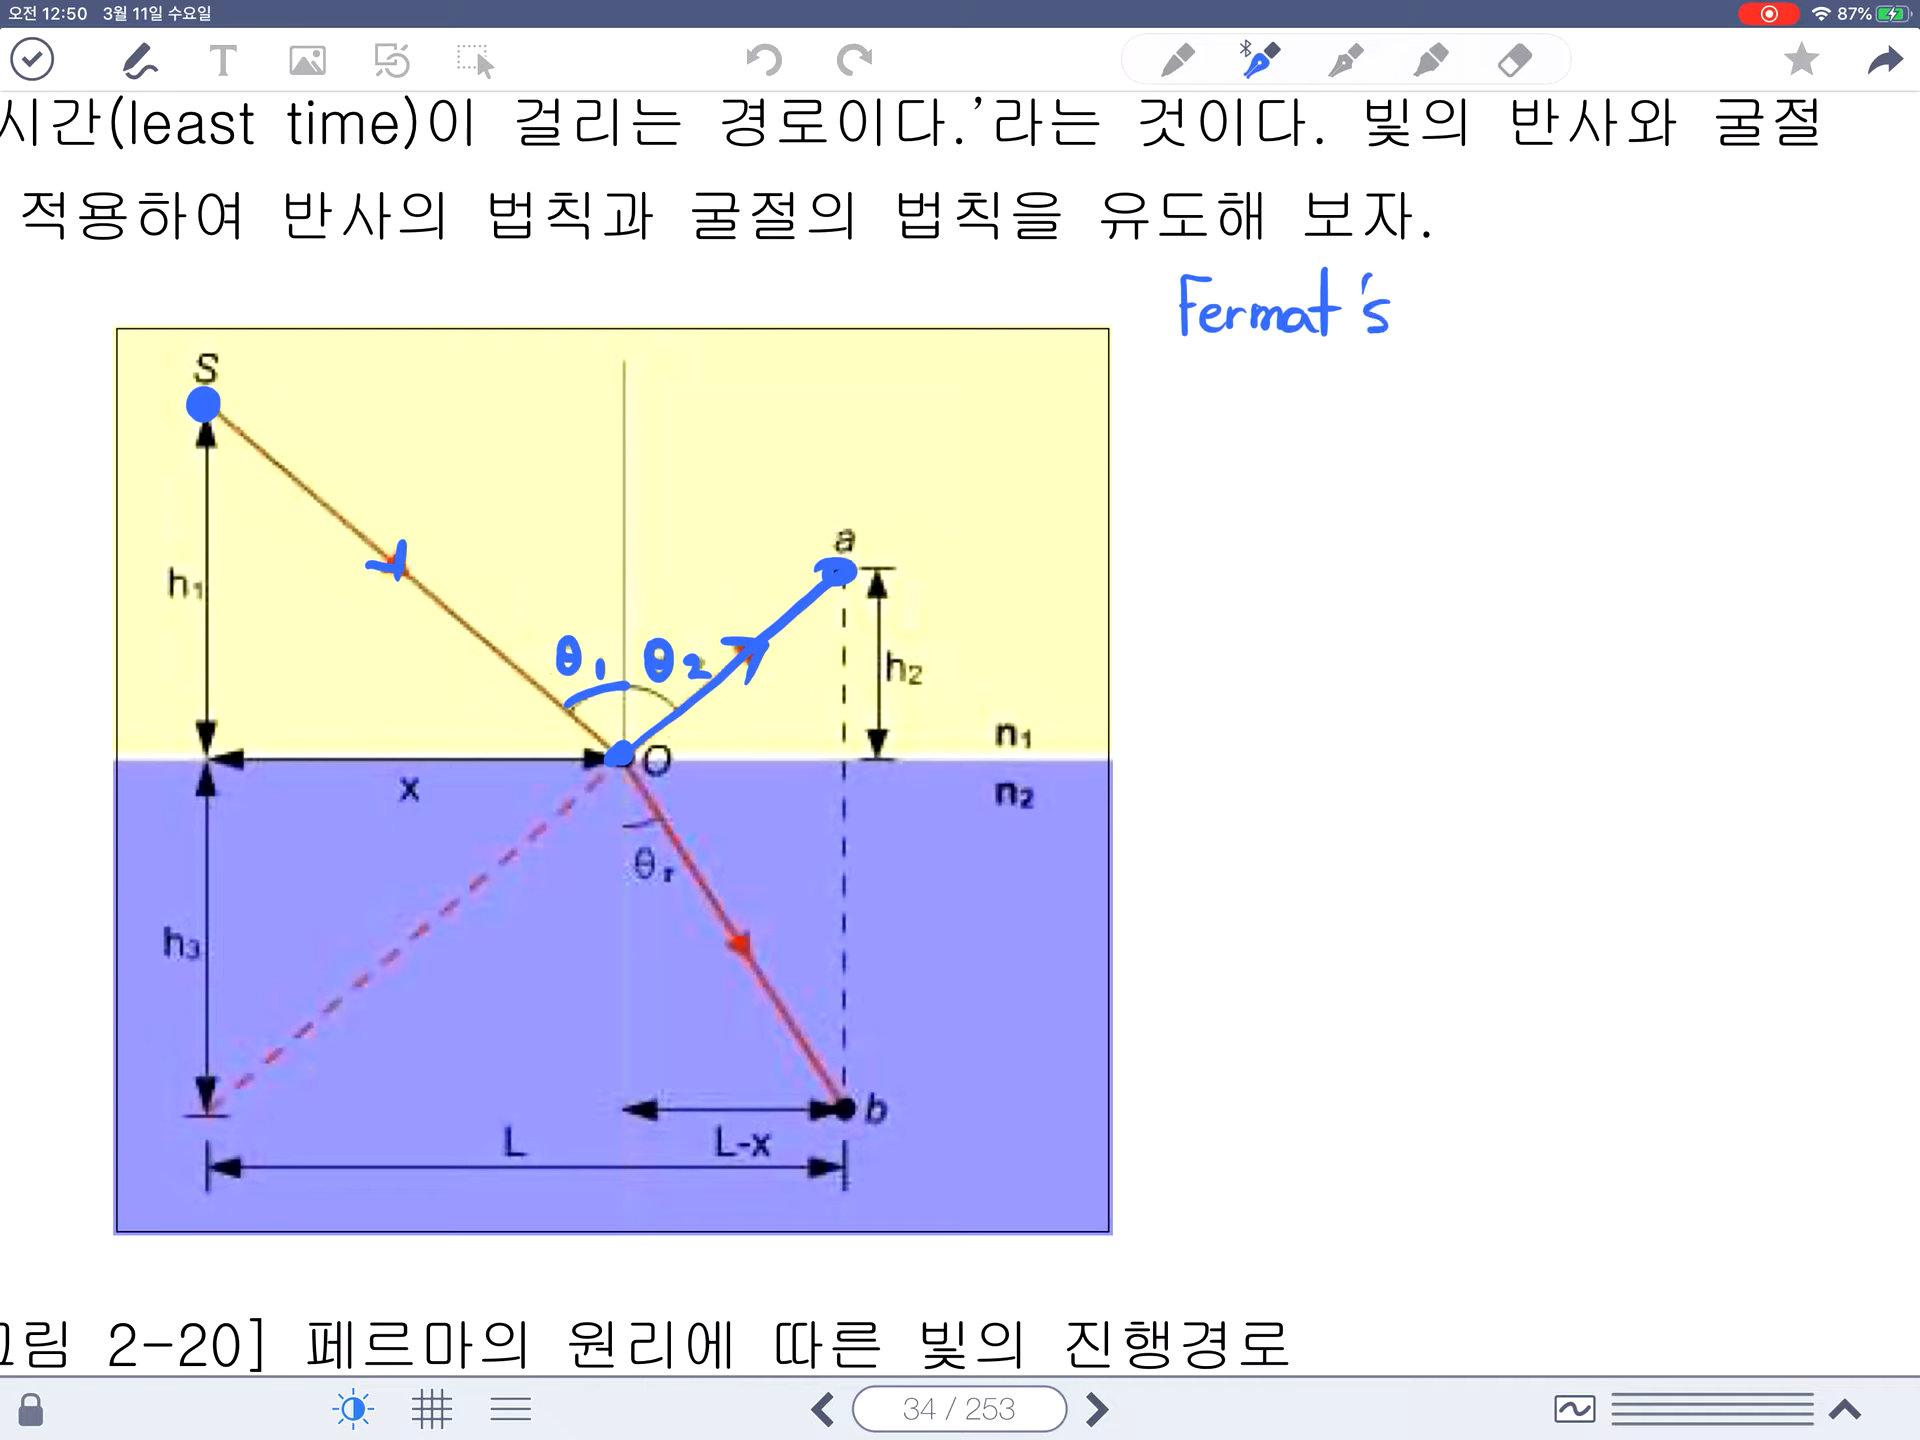 오전 12:50 3월 11일 수요일
87%
시간(least time)이 걸리는 경로이다.’라는 것이다. 빛의 반사와 굴절
적용하여 반사의 법칙과 굴절의 법칙을 유도해 보자.
Fermat's
S
a
h₁
θ₁ θ₂
h₂
n₁
O
x
n₂
θr
h₃
b
L
L-x
그림 2-20] 페르마의 원리에 따른 빛의 진행경로
34 / 253